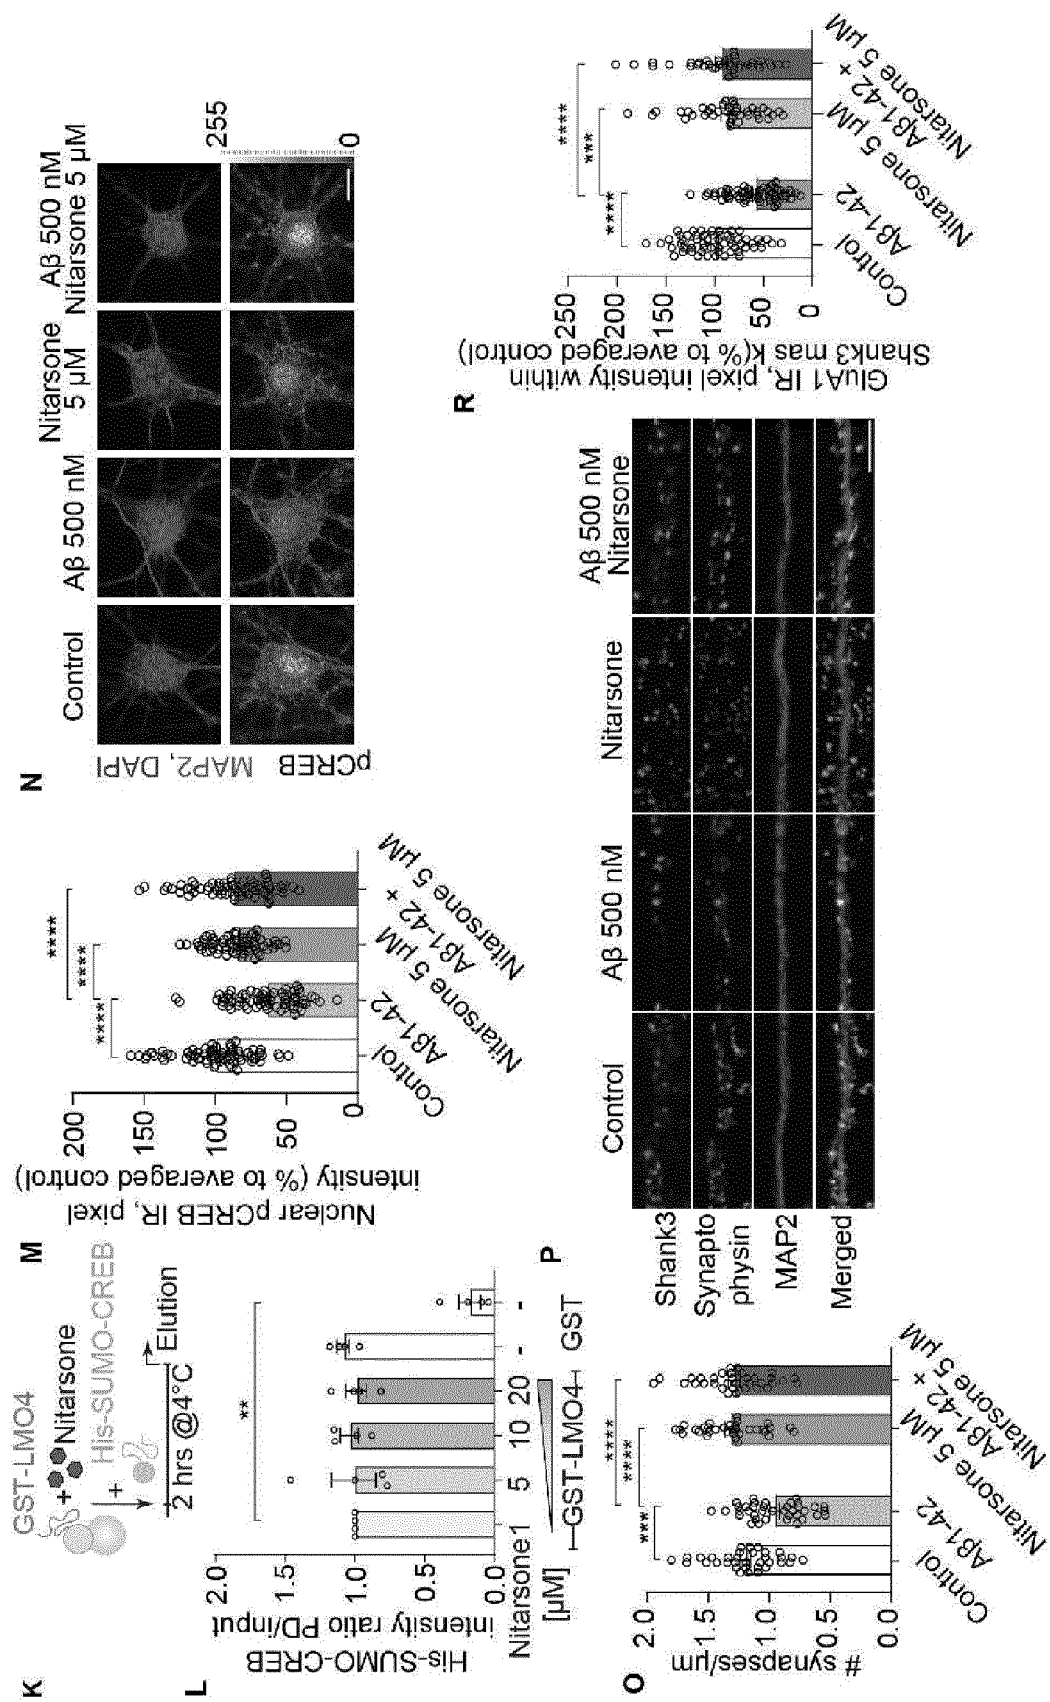 K
GST-LMO4
+
Nitarsone
+
His-SUMO-CREB
2 hrs @4°C
Elution
L
His-SUMO-CREB
intensity ratio PD/input
2.0
1.5
1.0
0.5
0.0
**
Nitarsone
[µM]
1
5
10
20
-
-
GST-LMO4
GST
M
Nuclear pCREB IR, pixel
intensity (% to averaged control)
200
150
100
50
0
****
****
****
Control
Aβ1-42
Nitarsone 5 µM
Aβ1-42 +
Nitarsone 5 µM
N
Control
Aβ 500 nM
Nitarsone
5 µM
Aβ 500 nM
Nitarsone 5 µM
MAP2, DAPI
MAP2
pCREB
255
0
O
# synapses/µm
2.0
1.5
1.0
0.5
0.0
***
****
****
Control
Aβ1-42
Nitarsone 5 µM
Aβ1-42 +
Nitarsone 5 µM
P
Control
Aβ 500 nM
Nitarsone
Aβ 500 nM
Nitarsone
Shank3
Synapto
physin
MAP2
Merged
R
GluA1 IR, pixel intensity within
Shank3 mas k(% to averaged control)
250
200
150
100
50
0
****
***
****
Control
Aβ1-42
Nitarsone 5 µM
Aβ1-42 +
Nitarsone 5 µM